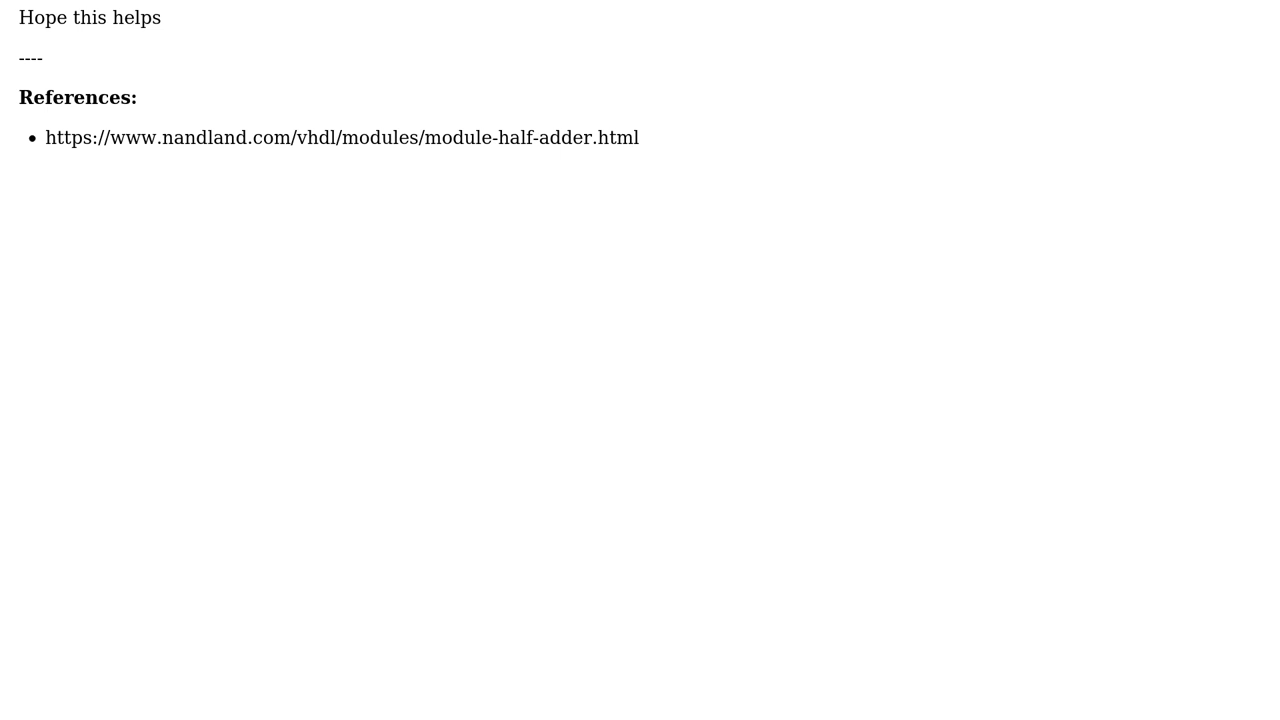 Hope this helps
----
References:
• https://www.nandland.com/vhdl/modules/module-half-adder.html